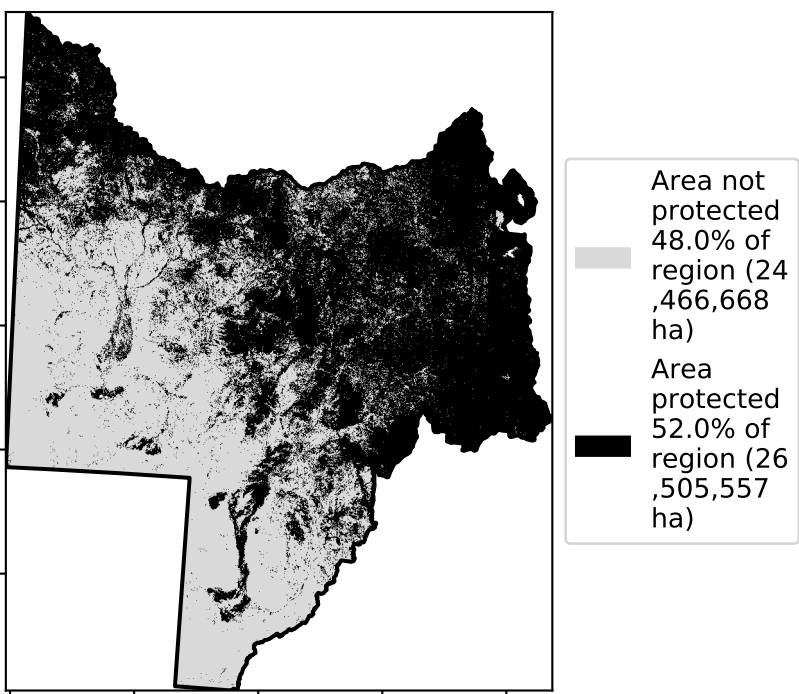 Area not
protected
48.0% of
region (24
,466,668
ha)
Area
protected
52.0% of
region (26
,505,557
ha)